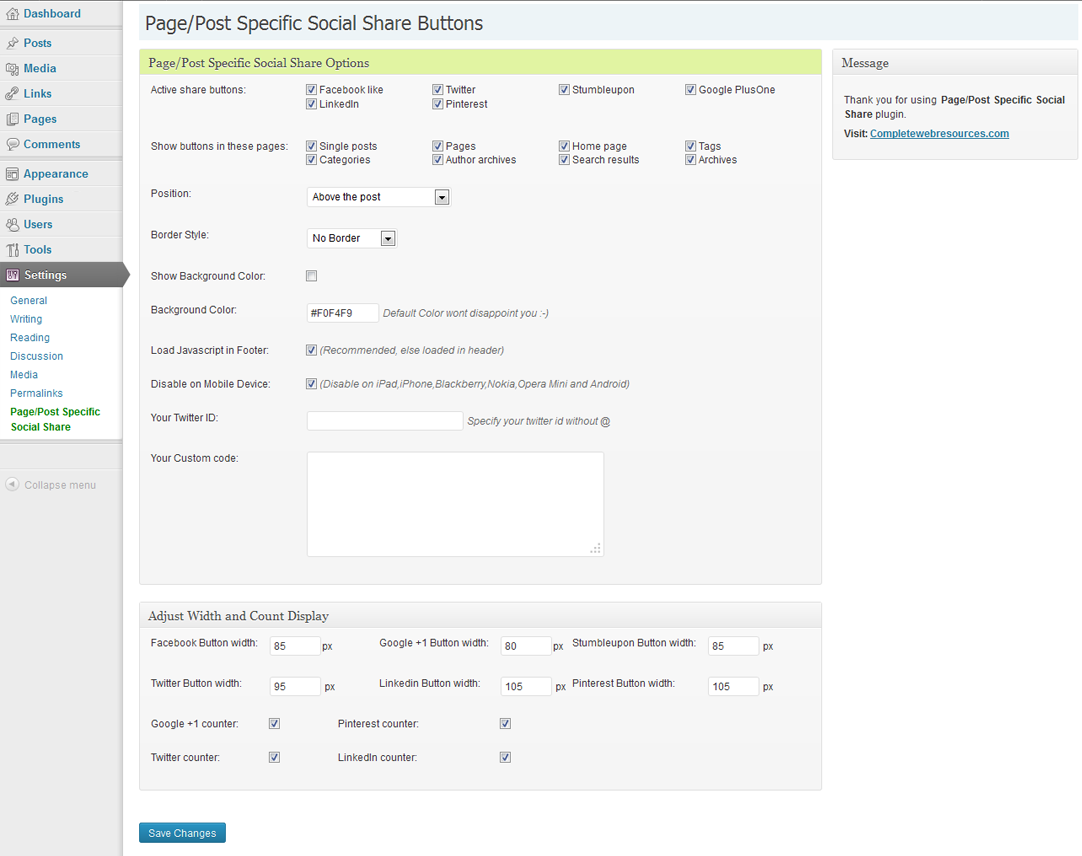 Dashboard
Posts
Media
Links
Pages
Comments
Appearance
Plugins
Users
Tools
Settings
General
Writing
Reading
Discussion
Media
Permalinks
Page/Post Specific
Social Share
Collapse menu
Page/Post Specific Social Share Buttons
Page/Post Specific Social Share Options
Active share buttons: Facebook like Twitter Stumbleupon Google PlusOne
LinkedIn Pinterest
Show buttons in these pages: Single posts Pages Home page Tags
Categories Author archives Search results Archives
Position: Above the post
Border Style: No Border
Show Background Color:
Background Color: #F0F4F9 Default Color wont disappoint you :-)
Load Javascript in Footer: (Recommended, else loaded in header)
Disable on Mobile Device: (Disable on iPad,iPhone,Blackberry,Nokia,Opera Mini and Android)
Your Twitter ID: Specify your twitter id without @
Your Custom code:
Adjust Width and Count Display
Facebook Button width: 85 px Google +1 Button width: 80 px Stumbleupon Button width: 85 px
Twitter Button width: 95 px Linkedin Button width: 105 px Pinterest Button width: 105 px
Google +1 counter: Pinterest counter:
Twitter counter: LinkedIn counter:
Save Changes
Message
Thank you for using Page/Post Specific Social
Share plugin.
Visit: Completewebresources.com